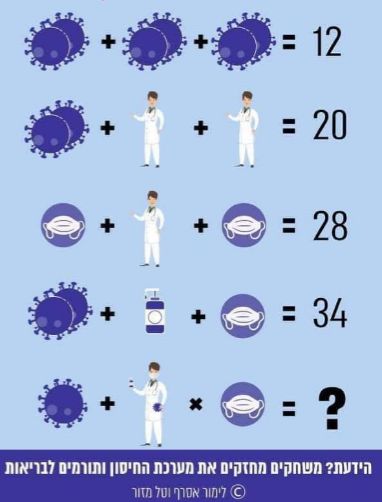 + + = 12
+ + = 20
+ + = 28
+ + = 34
+ × = ?
הידעת? משחקים מחזקים את מערכת החיסון ותורמים לבריאות
© לימור אסרף וטל מזור